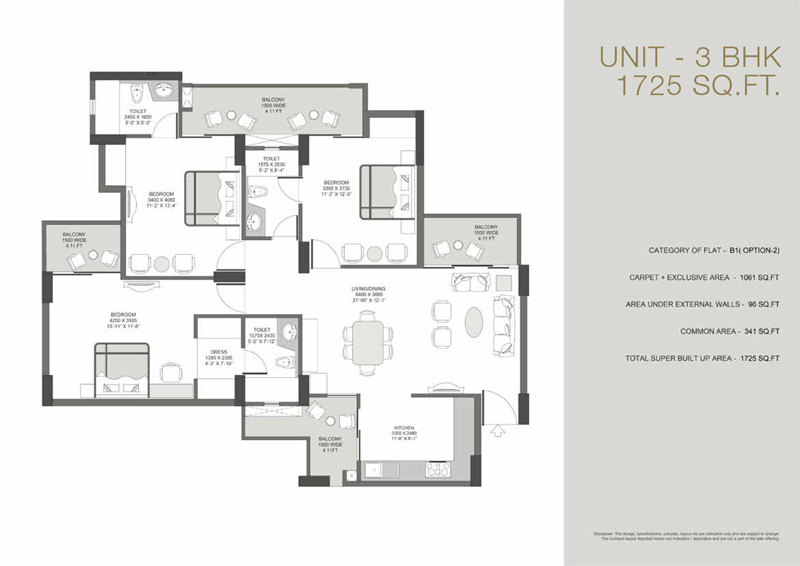 UNIT - 3 BHK
1725 SQ.FT.
CATEGORY OF FLAT - B1( OPTION-2)
CARPET + EXCLUSIVE AREA - 1061 SQ.FT
AREA UNDER EXTERNAL WALLS - 96 SQ.FT
COMMON AREA - 341 SQ.FT
TOTAL SUPER BUILT UP AREA - 1725 SQ.FT
TOILET
2450 X 1600
8'-0" X 5'-3"
BALCONY
1500 WIDE
4.11 FT
BEDROOM
3400 X 4060
11'-2" X 13'-4"
TOILET
1575 X 2530
5'-2" X 8'-4"
BEDROOM
3390 X 3730
11'-2" X 12'-3"
BALCONY
1500 WIDE
4.11 FT
BALCONY
1500 WIDE
4.11 FT
LIVING/DINING
6400 X 3680
21'-00" X 12'-1"
BEDROOM
4250 X 3505
13'-11" X 11'-6"
DRESS
1285 X 2385
4'-3" X 7'-10"
TOILET
1575X 2425
5'-2" X 7'-12"
BALCONY
1500 WIDE
4.11FT
KITCHEN
3350 X 2460
11'-8" X 8'-1"
Disclaimer: The design, specifications, unit plan, layout etc are indicative only and are subject to change.
The furniture layout depicted herein are indicative / decorative and are not a part of the sale offering.